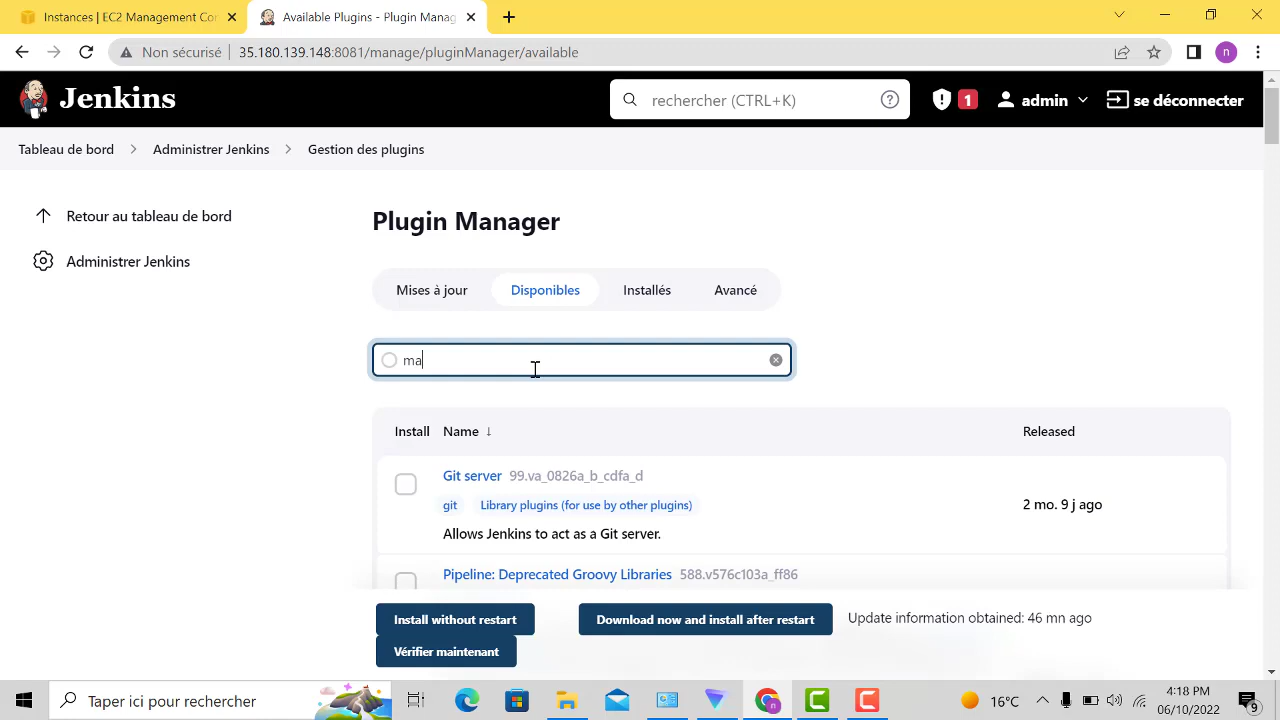 Instances | EC2 Management Con
Available Plugins - Plugin Manag
Non sécurisé
35.180.139.148:8081/manage/pluginManager/available
n
Jenkins
rechercher (CTRL+K)
1
admin
se déconnecter
Tableau de bord
Administrer Jenkins
Gestion des plugins
Retour au tableau de bord
Administrer Jenkins
Plugin Manager
Mises à jour
Disponibles
Installés
Avancé
ma
Install
Name ↓
Released
Git server 99.va_0826a_b_cdfa_d
git
Library plugins (for use by other plugins)
2 mo. 9 j ago
Allows Jenkins to act as a Git server.
Pipeline: Deprecated Groovy Libraries 588.v576c103a_ff86
Install without restart
Download now and install after restart
Update information obtained: 46 mn ago
Vérifier maintenant
Taper ici pour rechercher
16°C
4:18 PM
06/10/2022
9